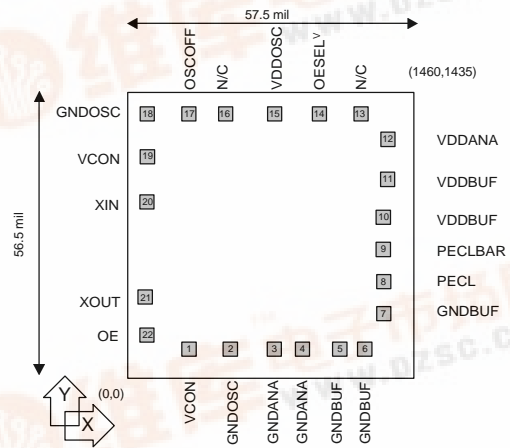 57.5 mil
OSCOFF
N/C
VDDOSC
OESELV
N/C
(1460,1435)
GNDOSC
18
17
16
15
14
13
12
VDDANA
VCON
19
11
VDDBUF
XIN
20
10
VDDBUF
56.5 mil
9
PECLBAR
8
PECL
XOUT
21
7
GNDBUF
OE
22
1
2
3
4
5
6
(0,0)
Y
X
VCON
GNDOSC
GNDANA
GNDANA
GNDBUF
GNDBUF